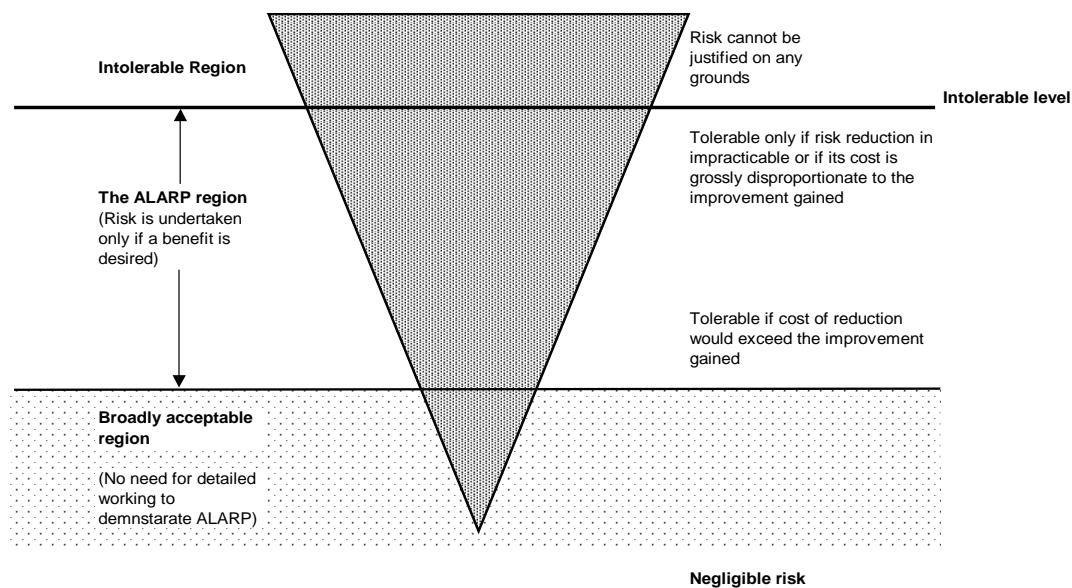 Risk cannot be
justified on any
grounds
Intolerable Region
Intolerable level
Tolerable only if risk reduction in
impracticable or if its cost is
grossly disproportionate to the
improvement gained
The ALARP region
(Risk is undertaken
only if a benefit is
desired)
Tolerable if cost of reduction
would exceed the improvement
gained
Broadly acceptable
region
(No need for detailed
working to
demnstarate ALARP)
Negligible risk